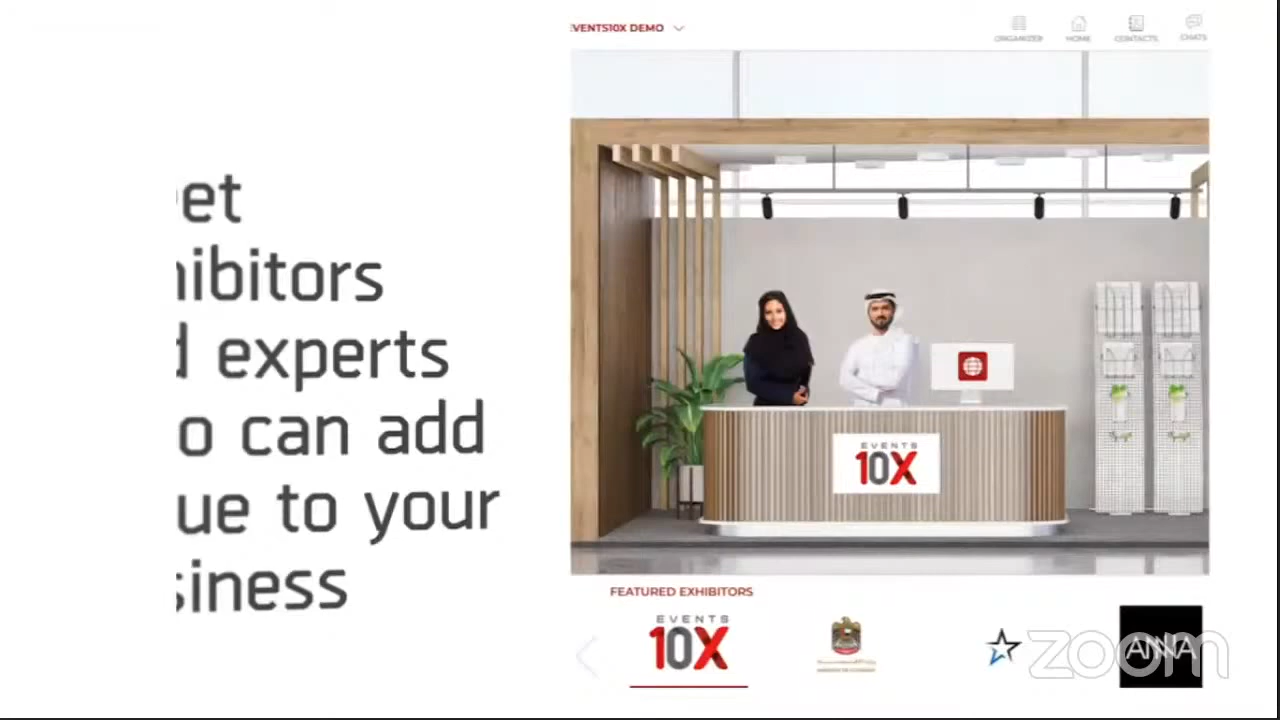 EVENTS10X DEMO
ORGANIZER HOME CONTACTS CHATS
et
hibitors
d experts
o can add
ue to your
siness
EVENTS
10X
FEATURED EXHIBITORS
EVENTS
10X
zoom